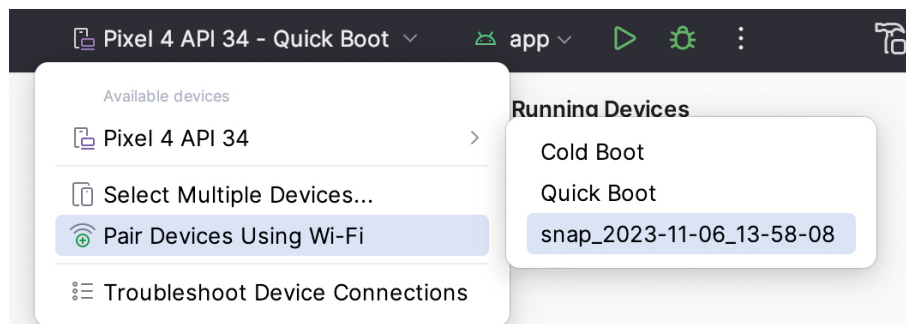 Pixel 4 API 34 - Quick Boot
app
Available devices
Pixel 4 API 34
Select Multiple Devices...
Pair Devices Using Wi-Fi
Troubleshoot Device Connections
Running Devices
Cold Boot
Quick Boot
snap_2023-11-06_13-58-08